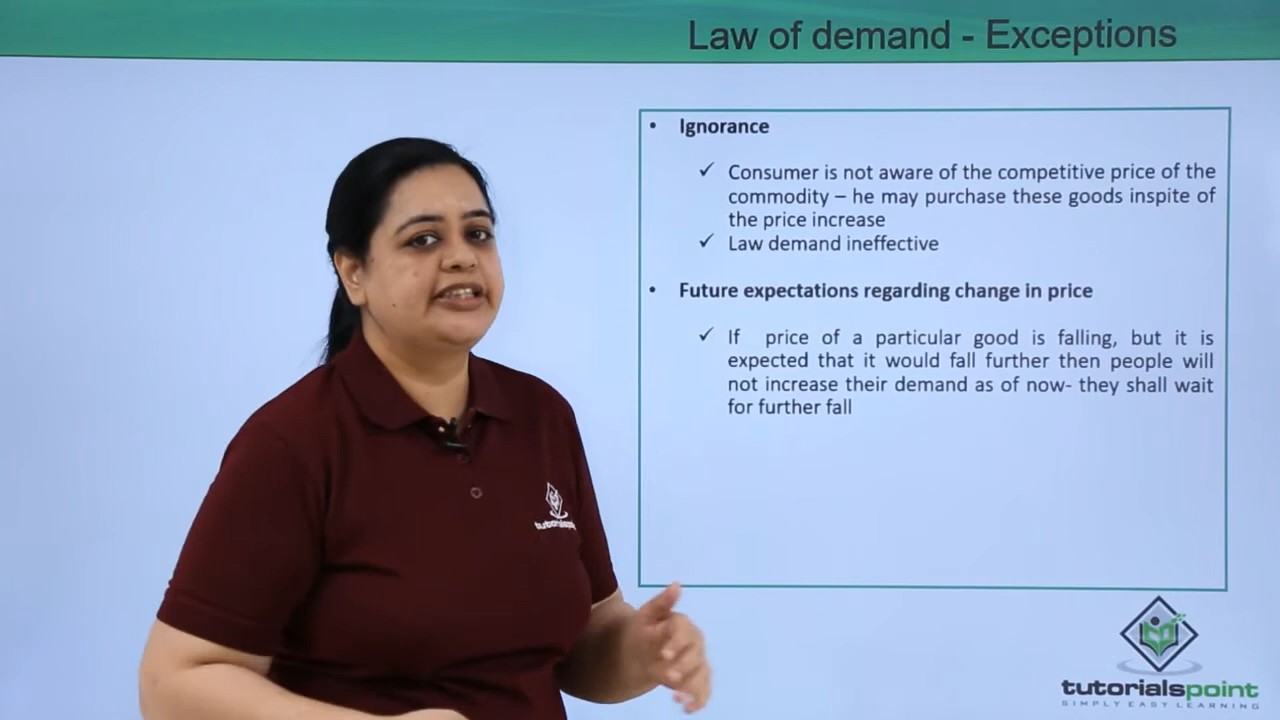 Law of demand - Exceptions
• Ignorance
✓ Consumer is not aware of the competitive price of the
commodity – he may purchase these goods inspite of
the price increase
✓ Law demand ineffective
• Future expectations regarding change in price
✓ If price of a particular good is falling, but it is
expected that it would fall further then people will
not increase their demand as of now- they shall wait
for further fall
tutorialspoint
SIMPLY EASY LEARNING